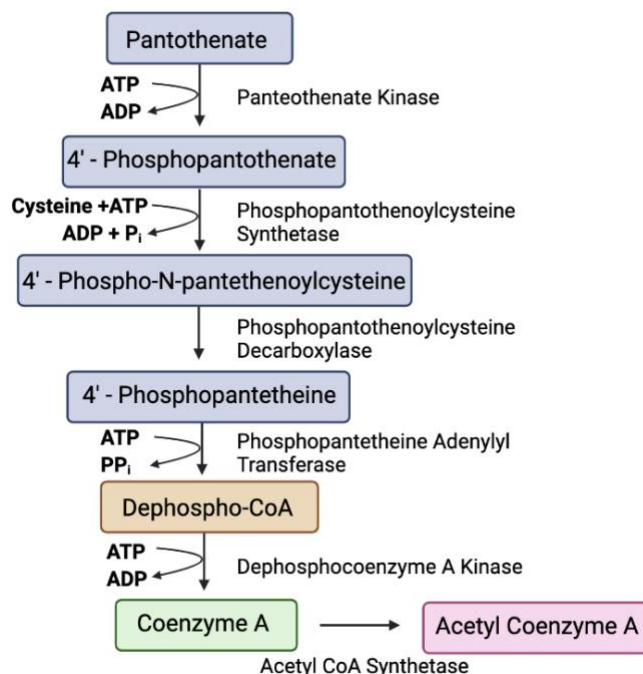 Pantothenate
ATP
ADP
Panteothenate Kinase
4' - Phosphopantothenate
Cysteine +ATP
ADP + Pi
Phosphopantothenoylcysteine
Synthetase
4' - Phospho-N-pantethenoylcysteine
Phosphopantothenoylcysteine
Decarboxylase
4' - Phosphopantetheine
ATP
PPi
Phosphopantetheine Adenylyl
Transferase
Dephospho-CoA
ATP
ADP
Dephosphocoenzyme A Kinase
Coenzyme A
Acetyl Coenzyme A
Acetyl CoA Synthetase